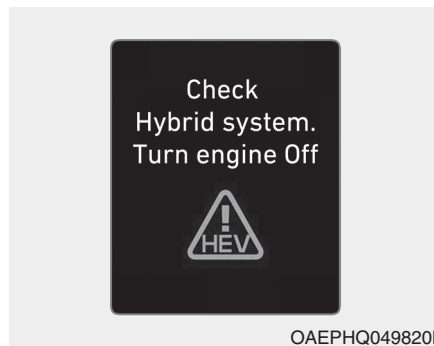 Check
Hybrid system.
Turn engine Off
HEV
OAEPHQ049820